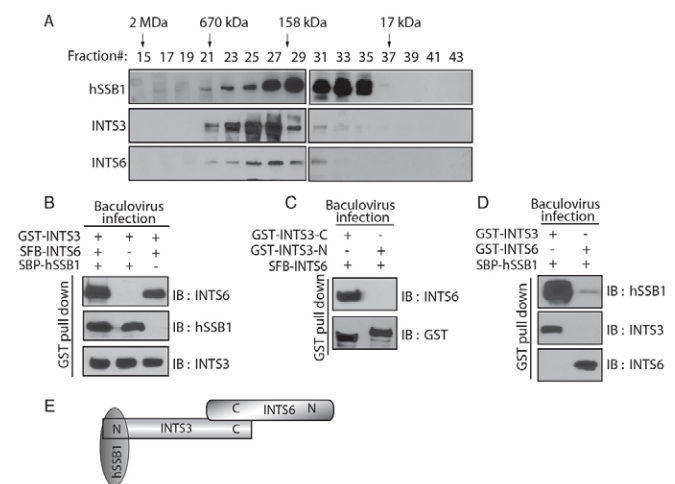 A
2 MDa 670 kDa 158 kDa 17 kDa
Fraction#: 15 17 19 21 23 25 27 29 31 33 35 37 39 41 43
hSSB1
INTS3
INTS6
B
Baculovirus
infection
GST-INTS3 + + +
SFB-INTS6 + - +
SBP-hSSB1 + + -
GST pull down
IB : INTS6
IB : hSSB1
IB : INTS3
C
Baculovirus
infection
GST-INTS3-C + -
GST-INTS3-N - +
SFB-INTS6 + +
GST pull down
IB : INTS6
IB : GST
D
Baculovirus
infection
GST-INTS3 + -
GST-INTS6 - +
SBP-hSSB1 + +
GST pull down
IB : hSSB1
IB : INTS3
IB : INTS6
E
C INTS6 N
N INTS3 C
hSSB1